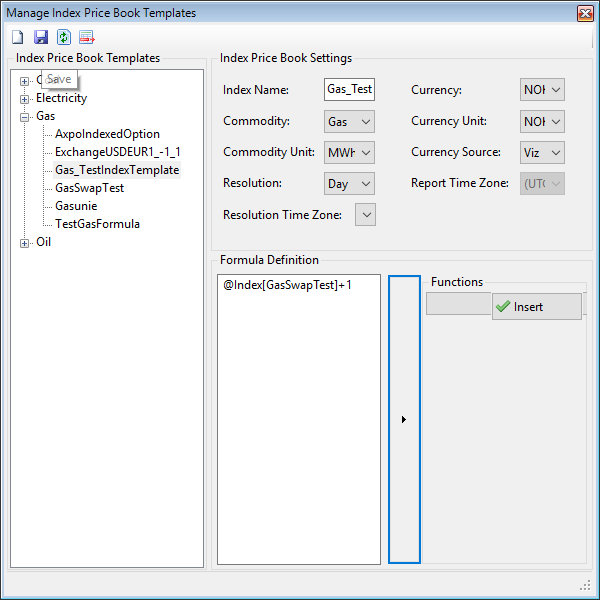 Manage Index Price Book Templates
Index Price Book Templates
Save
Electricity
Gas
AxpoIndexedOption
ExchangeUSDEUR1_-1_1
Gas_TestIndexTemplate
GasSwapTest
Gasunie
TestGasFormula
Oil
Index Price Book Settings
Index Name: Gas_Test
Currency: NOK
Commodity: Gas
Currency Unit: NOK
Commodity Unit: MWh
Currency Source: Viz
Resolution: Day
Report Time Zone: (UTC
Resolution Time Zone:
Formula Definition
@Index[GasSwapTest]+1
Functions
Insert